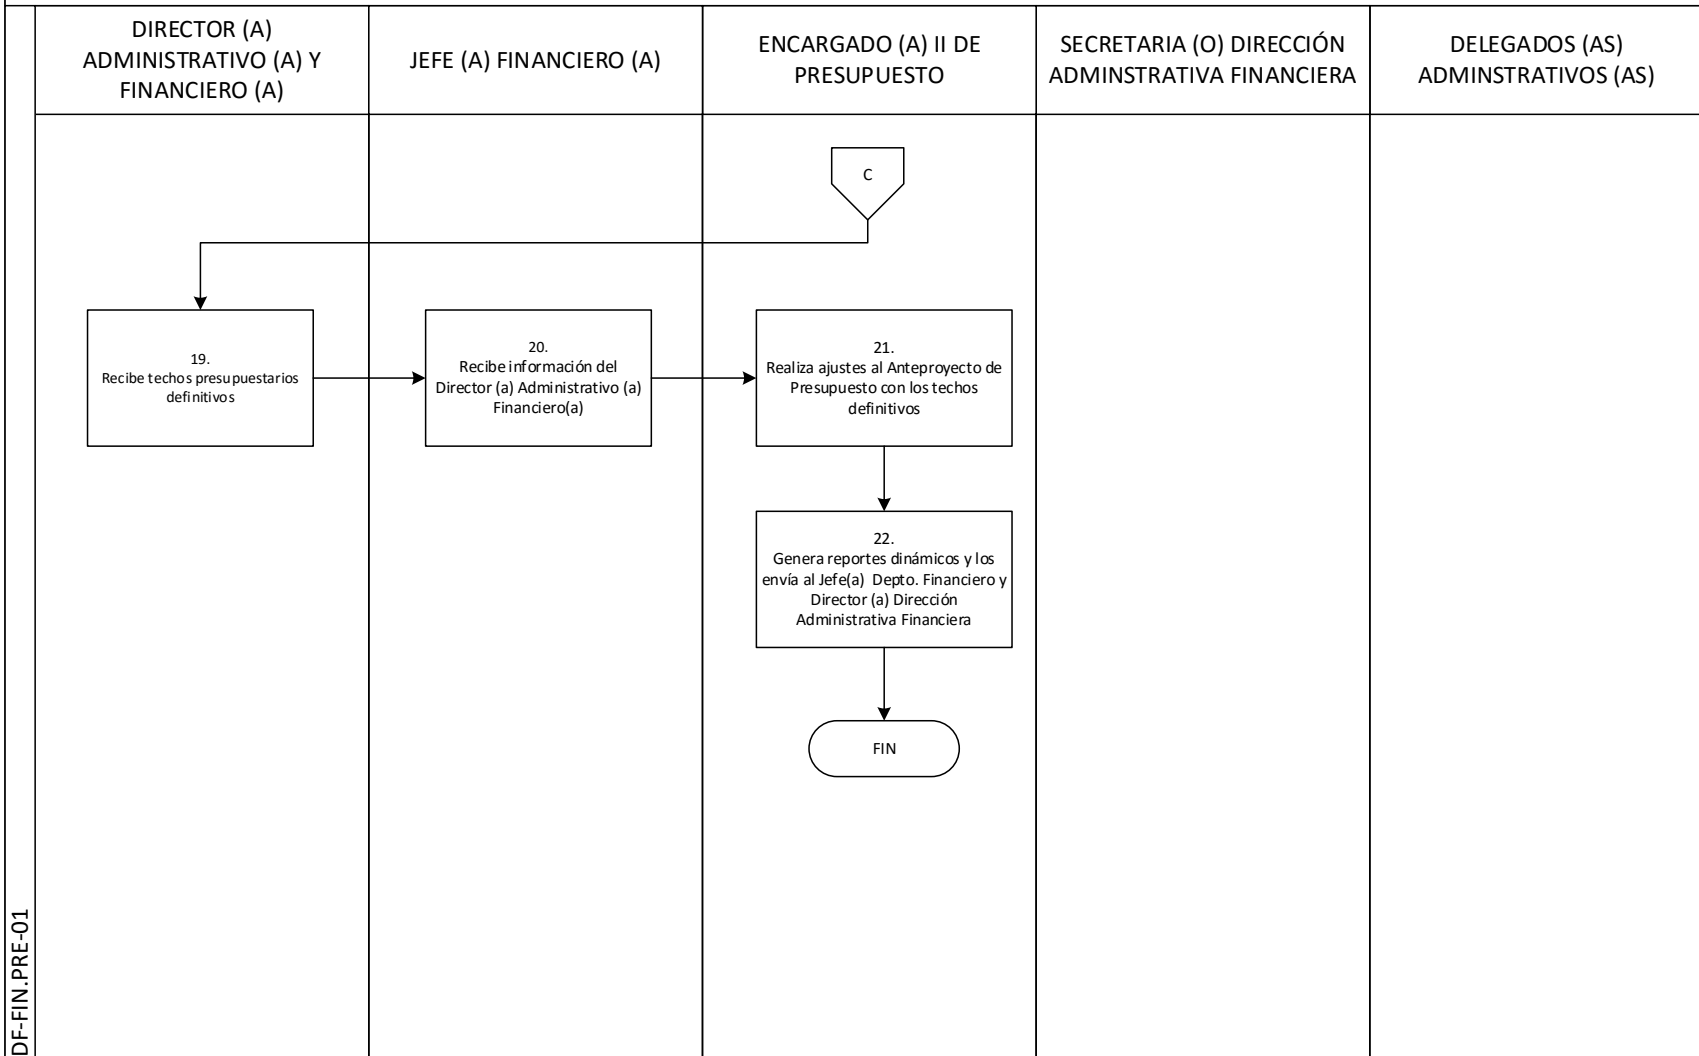 DIRECTOR (A)
ADMINISTRATIVO (A) Y
FINANCIERO (A)
JEFE (A) FINANCIERO (A)
ENCARGADO (A) II DE
PRESUPUESTO
SECRETARIA (O) DIRECCIÓN
ADMINSTRATIVA FINANCIERA
DELEGADOS (AS)
ADMINSTRATIVOS (AS)
C
19.
Recibe techos presupuestarios
definitivos
20.
Recibe información del
Director (a) Administrativo (a)
Financiero(a)
21.
Realiza ajustes al Anteproyecto de
Presupuesto con los techos
definitivos
22.
Genera reportes dinámicos y los
envía al Jefe(a) Depto. Financiero y
Director (a) Dirección
Administrativa Financiera
FIN
DF-FIN.PRE-01